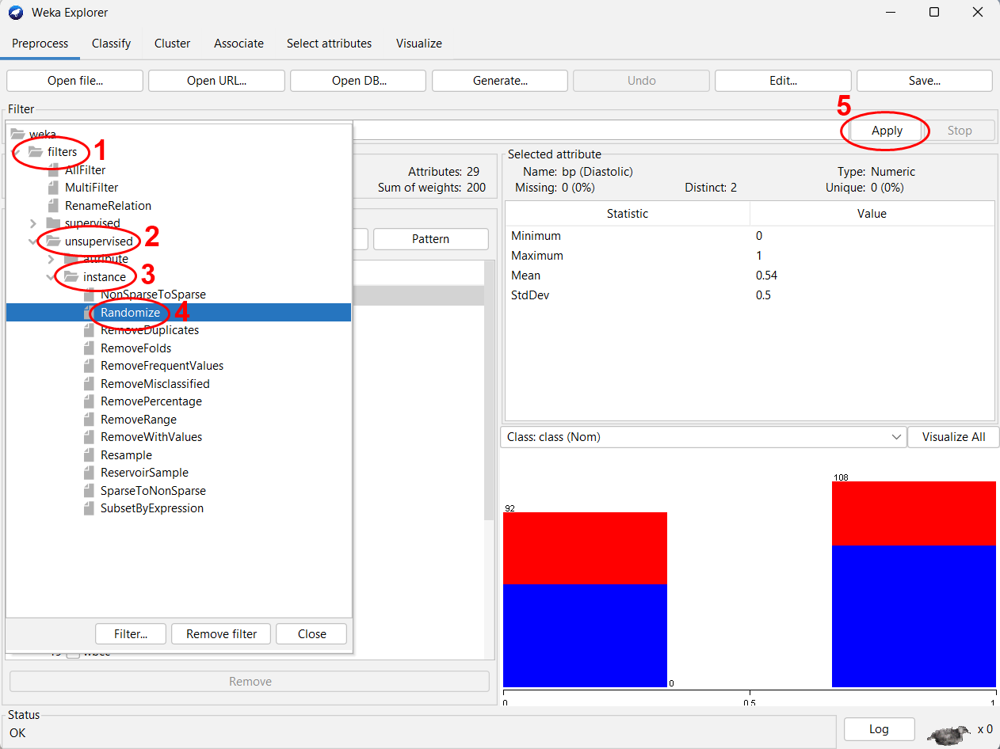 Weka Explorer
Preprocess Classify Cluster Associate Select attributes Visualize
Open file... Open URL... Open DB... Generate... Undo Edit... Save...
Filter
5
Apply Stop
weka
filters 1
AllFilter
MultiFilter
RenameRelation
supervised
unsupervised 2
attribute
instance 3
NonSparseToSparse
Randomize 4
RemoveDuplicates
RemoveFolds
RemoveFrequentValues
RemoveMisclassified
RemovePercentage
RemoveRange
RemoveWithValues
Resample
ReservoirSample
SparseToNonSparse
SubsetByExpression
Filter... Remove filter Close
Attributes: 29
Sum of weights: 200
Pattern
Remove
Selected attribute
Name: bp (Diastolic) Type: Numeric
Missing: 0 (0%) Distinct: 2 Unique: 0 (0%)
Statistic Value
Minimum 0
Maximum 1
Mean 0.54
StdDev 0.5
Class: class (Nom) Visualize All
108
92
0
0 0.5 1
Status
OK
Log x 0